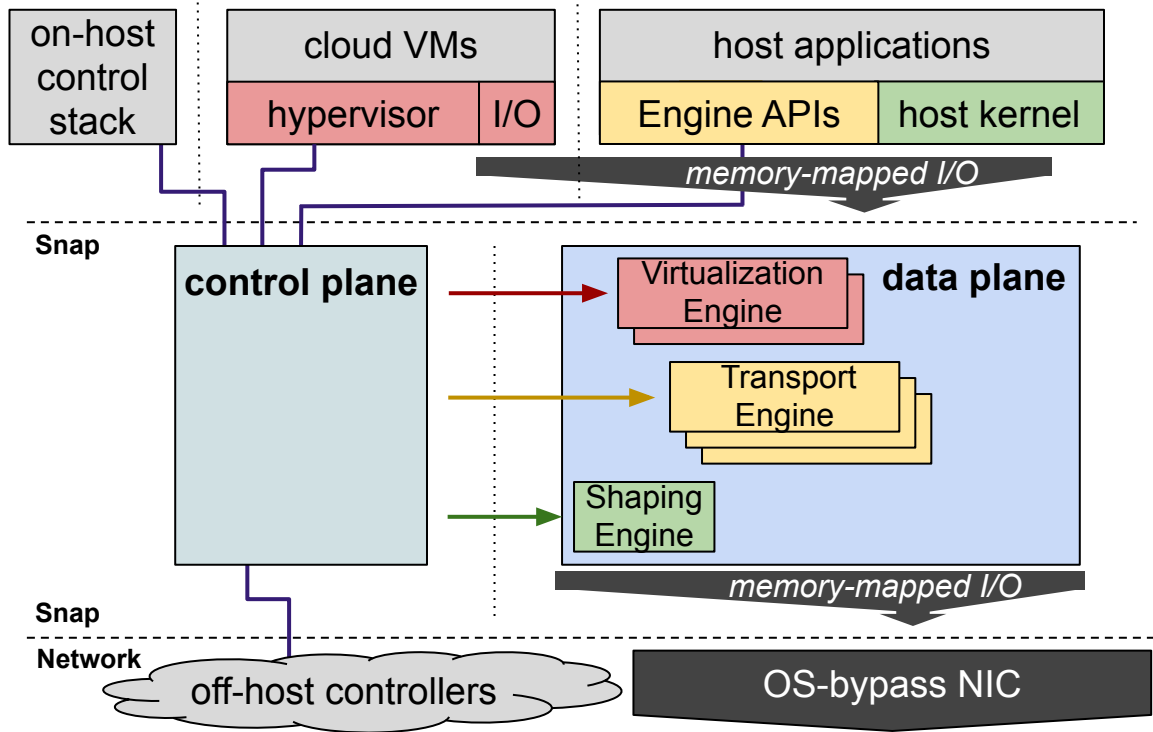 on-host
control
stack
cloud VMs
hypervisor
I/O
host applications
Engine APIs
host kernel
memory-mapped I/O
Snap
control plane
data plane
Virtualization
Engine
Transport
Engine
Shaping
Engine
memory-mapped I/O
Snap
Network
off-host controllers
OS-bypass NIC